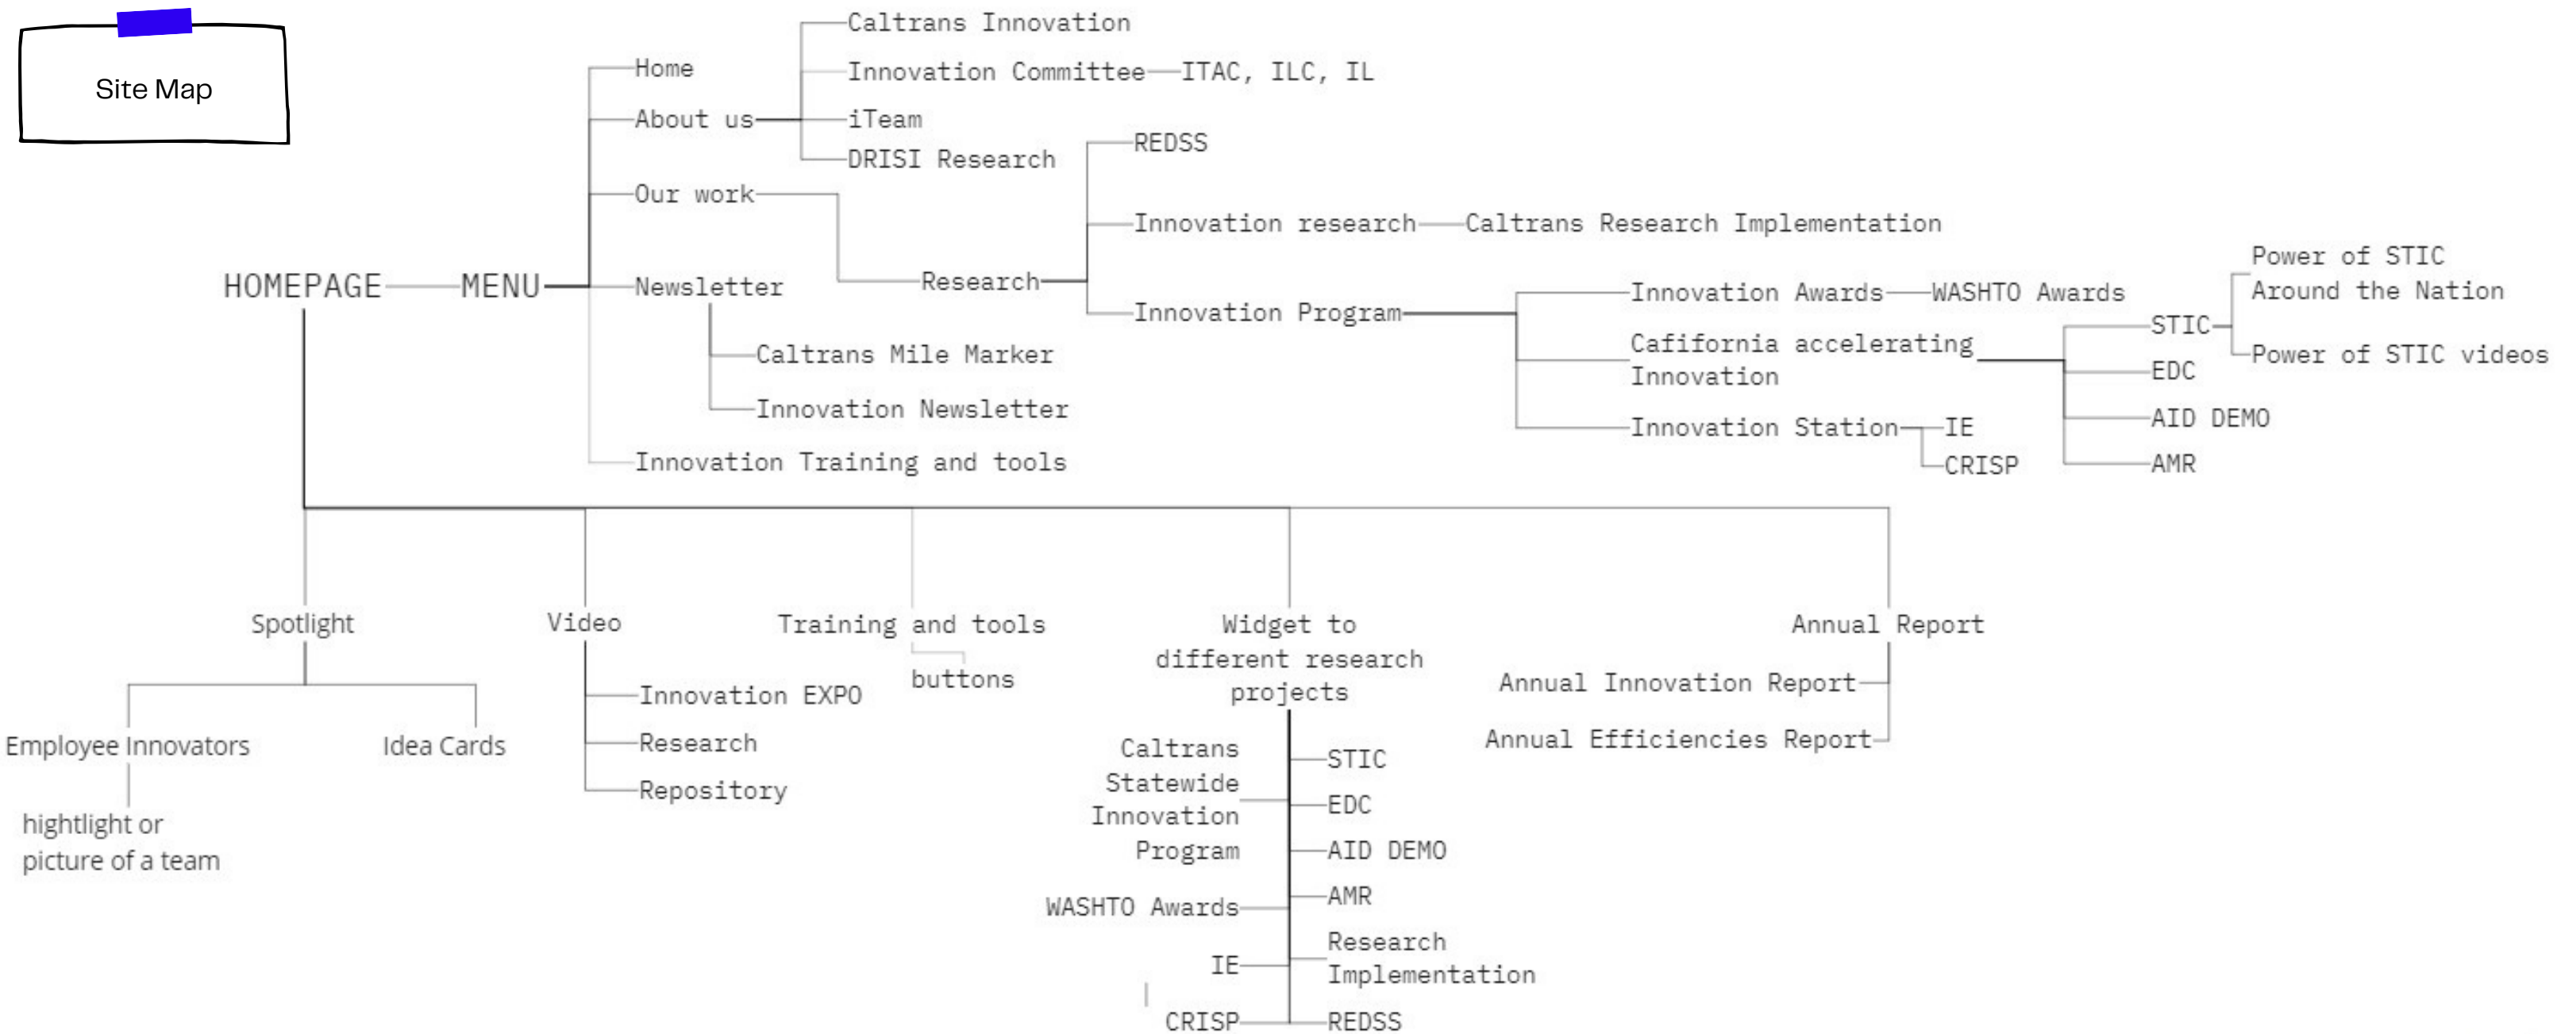 Site Map
Caltrans Innovation
Home
Innovation Committee
ITAC, ILC, IL
About us
iTeam
REDSS
DRISI Research
Our work
Innovation research
Caltrans Research Implementation
HOMEPAGE
MENU
Newsletter
Research
Innovation Program
Innovation Awards
WASHTO Awards
Power of STIC
Around the Nation
STIC
Cafifornia accelerating
Innovation
Power of STIC videos
EDC
Caltrans Mile Marker
Innovation Newsletter
AID DEMO
Innovation Station
IE
CRISP
AMR
Innovation Training and tools
Spotlight
Employee Innovators
Idea Cards
hightlight or
picture of a team
Video
Innovation EXPO
Research
Repository
Training and tools
buttons
Widget to
different research
projects
Caltrans
Statewide
Innovation
Program
WASHTO Awards
IE
CRISP
STIC
EDC
AID DEMO
AMR
Research
Implementation
REDSS
Annual Report
Annual Innovation Report
Annual Efficiencies Report